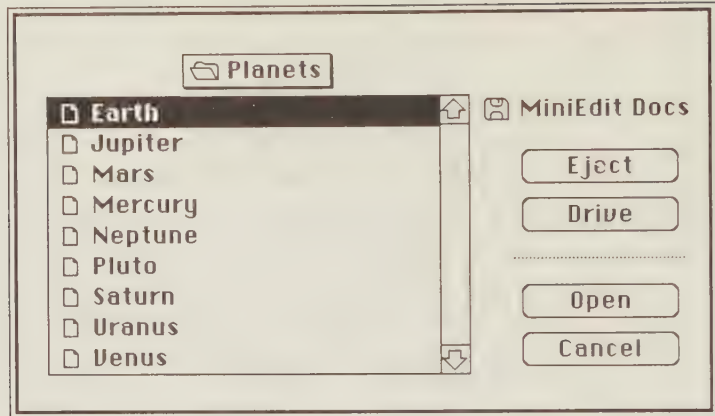 Planets
Earth
Jupiter
Mars
Mercury
Neptune
Pluto
Saturn
Uranus
Venus
MiniEdit Docs
Eject
Drive
Open
Cancel